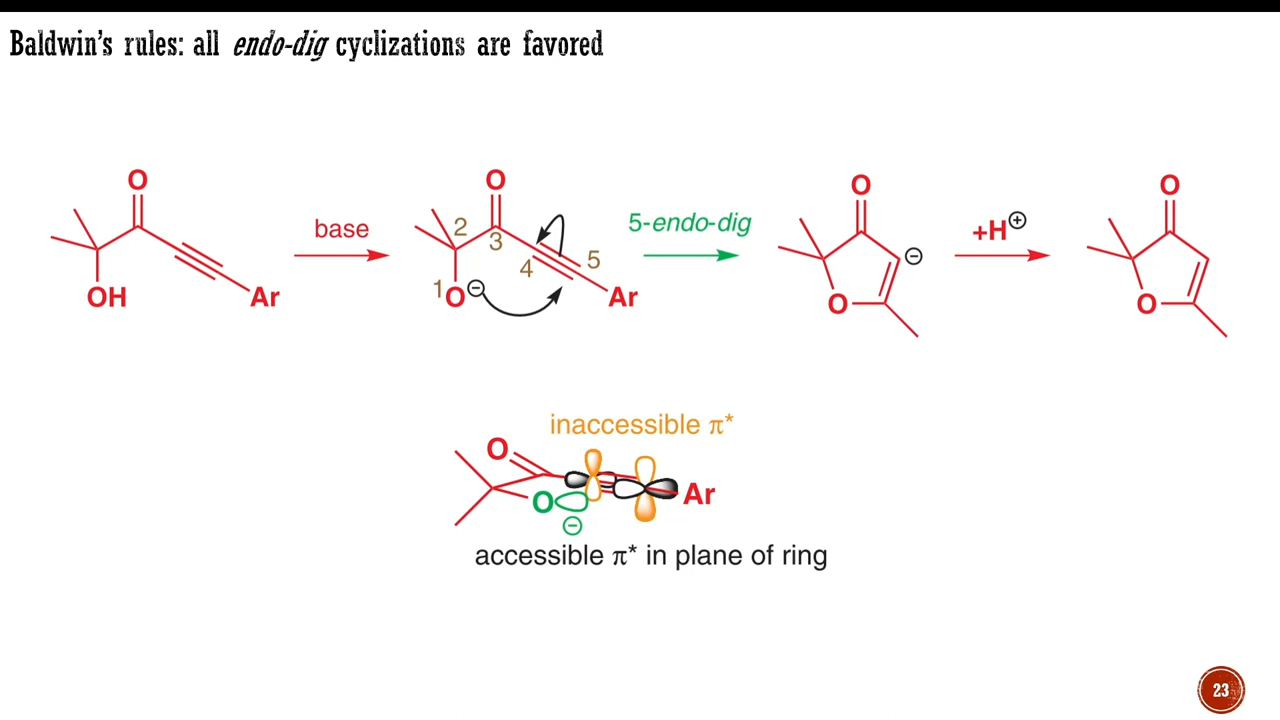 Baldwin's rules: all endo-dig cyclizations are favored
O
OH
Ar
base
O
2
3
4
5
1
O
⊖
Ar
5-endo-dig
O
⊖
O
+H⊕
O
O
inaccessible π*
O
O
⊖
Ar
accessible π* in plane of ring
23